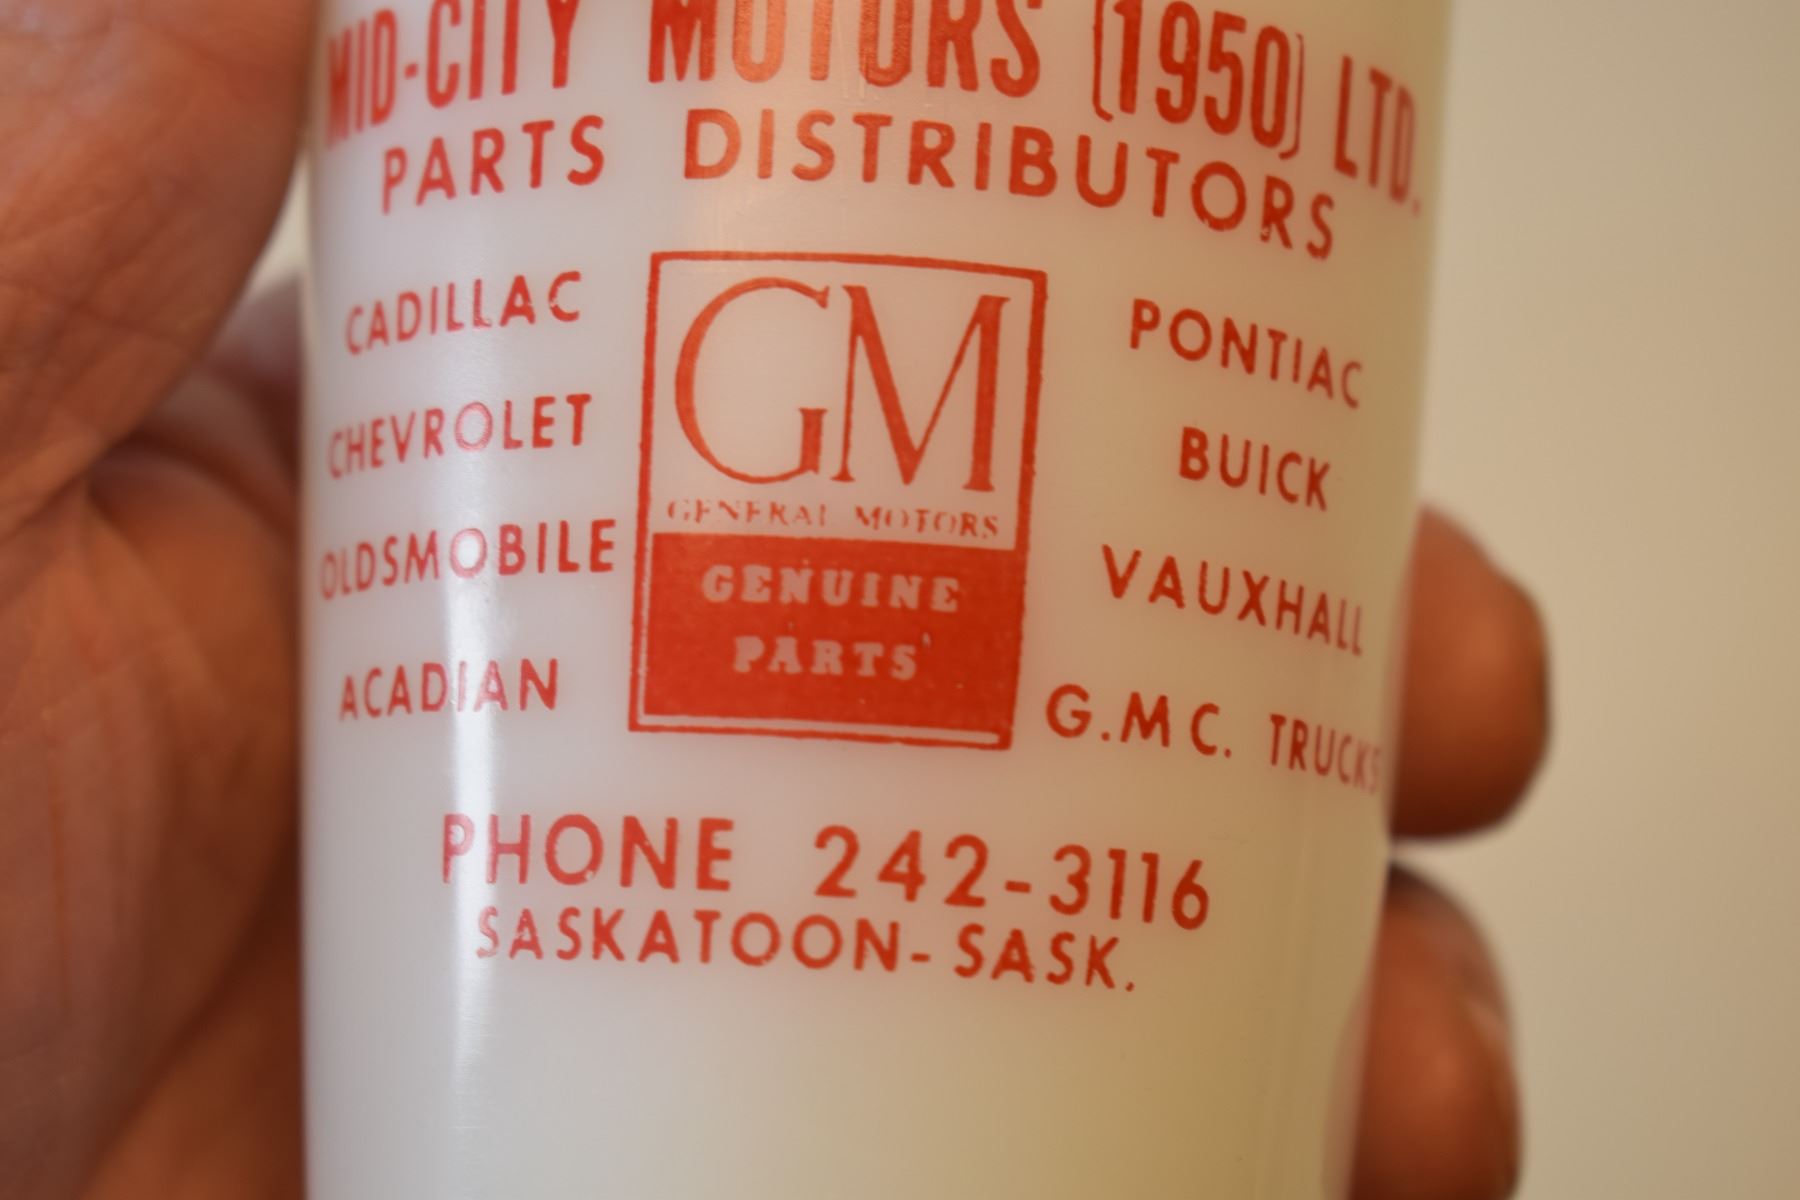 MID-CITY MOTORS (1950) LTD.
PARTS DISTRIBUTORS
CADILLAC
CHEVROLET
OLDSMOBILE
ACADIAN
GM
GENERAL MOTORS
GENUINE
PARTS
PONTIAC
BUICK
VAUXHALL
G.M.C. TRUCKS
PHONE 242-3116
SASKATOON-SASK.